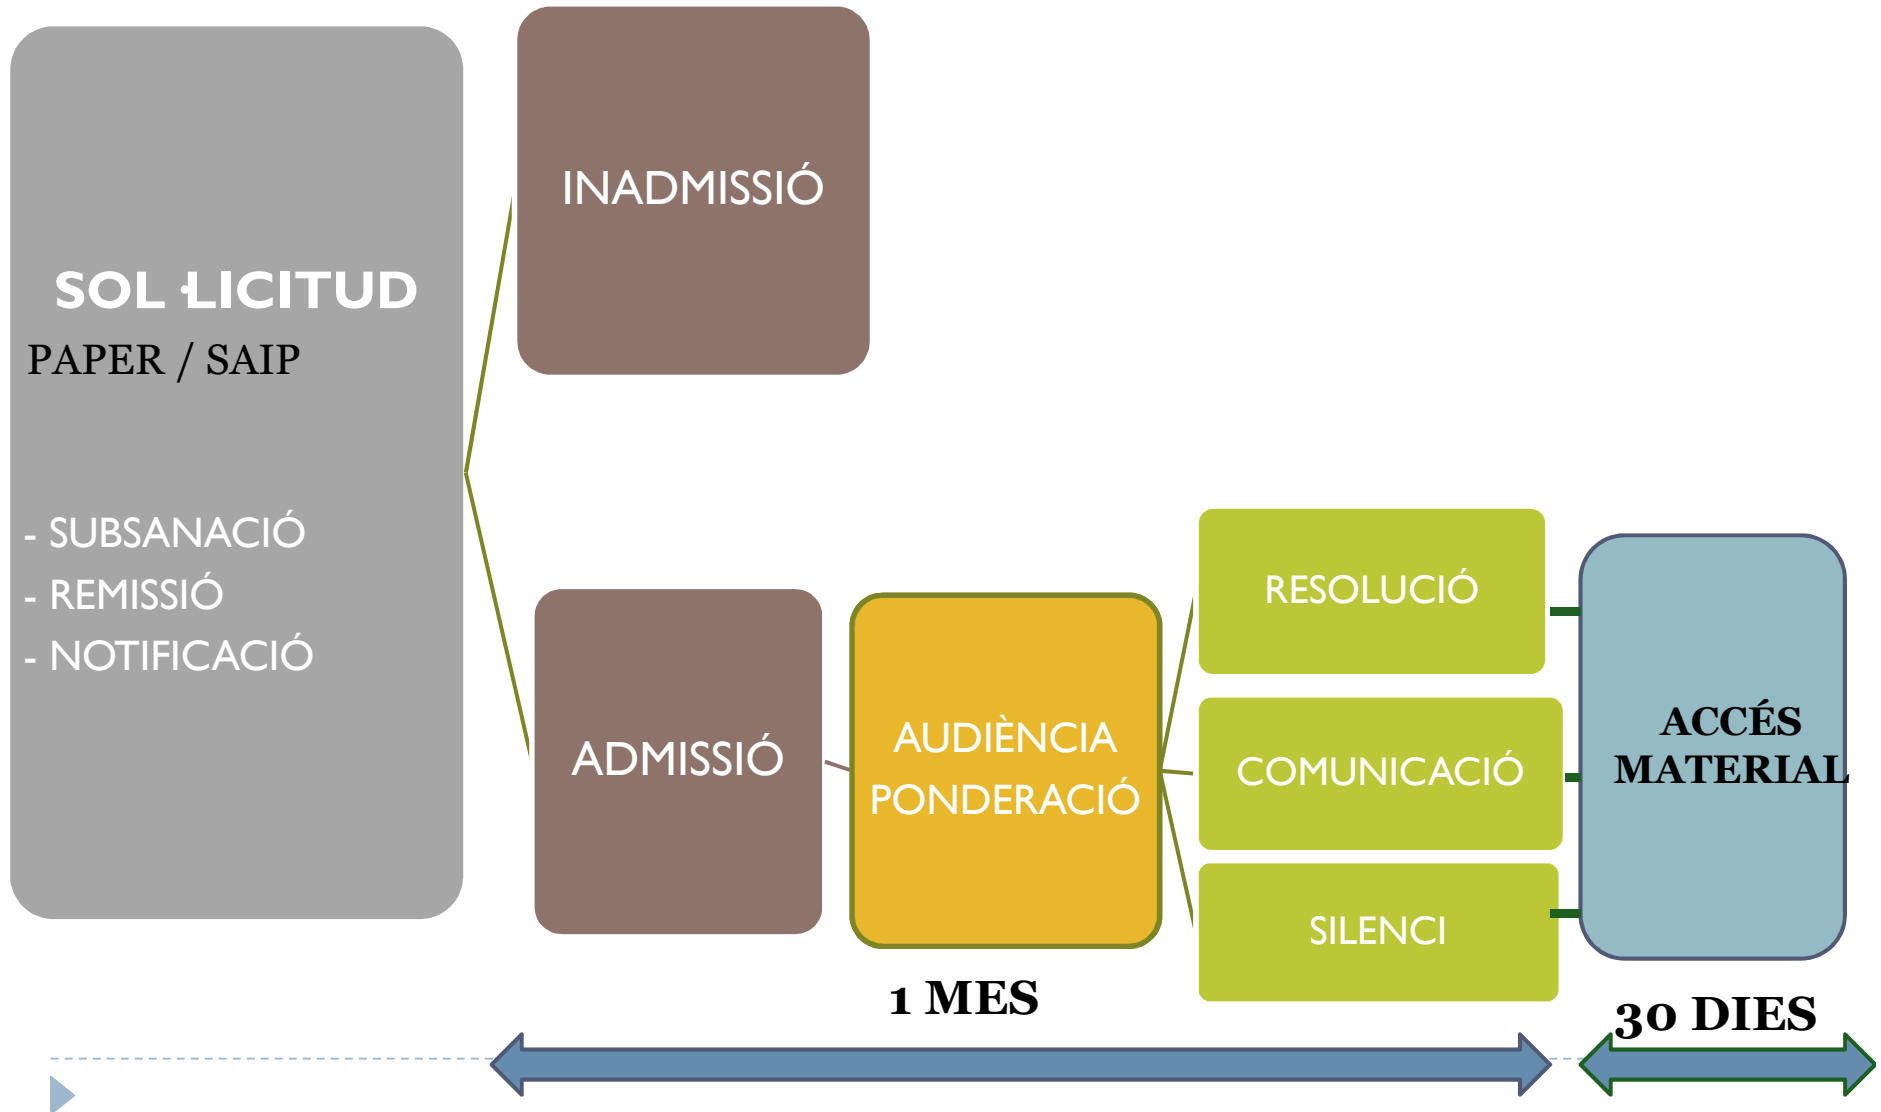 SOL·LICITUD
PAPER / SAIP
- SUBSANACIÓ
- REMISSIÓ
- NOTIFICACIÓ
INADMISSIÓ
ADMISSIÓ
AUDIÈNCIA
PONDERACIÓ
RESOLUCIÓ
COMUNICACIÓ
SILENCI
ACCÉS
MATERIAL
1 MES
30 DIES